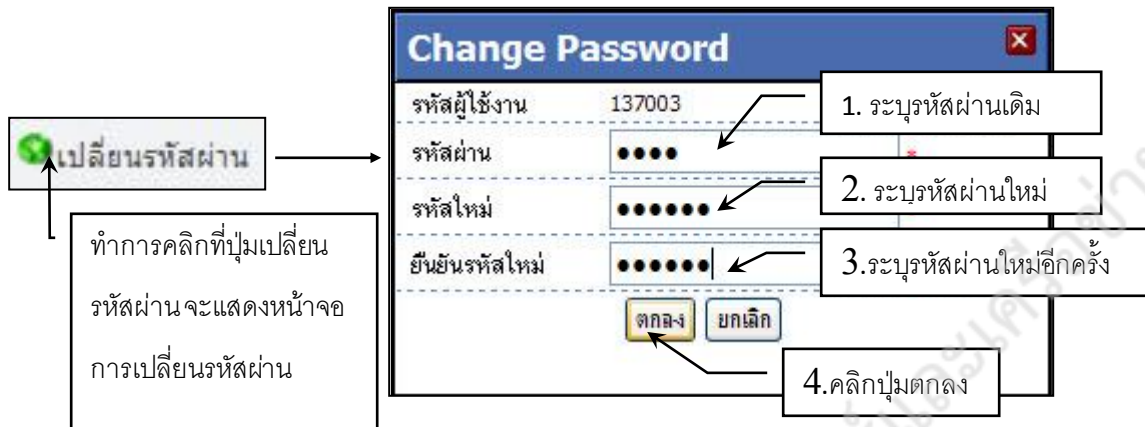 Change Password
รหัสผู้ใช้งาน 137003
1. ระบุรหัสผ่านเดิม
เปลี่ยนรหัสผ่าน
รหัสผ่าน ●●●● *
รหัสใหม่ ●●●●●●
2. ระบุรหัสผ่านใหม่
ยืนยันรหัสใหม่ ●●●●●●
3.ระบุรหัสผ่านใหม่อีกครั้ง
ทำการคลิกที่ปุ่มเปลี่ยน
รหัสผ่าน จะแสดงหน้าจอ
การเปลี่ยนรหัสผ่าน
ตกลง ยกเลิก
4.คลิกปุ่มตกลง